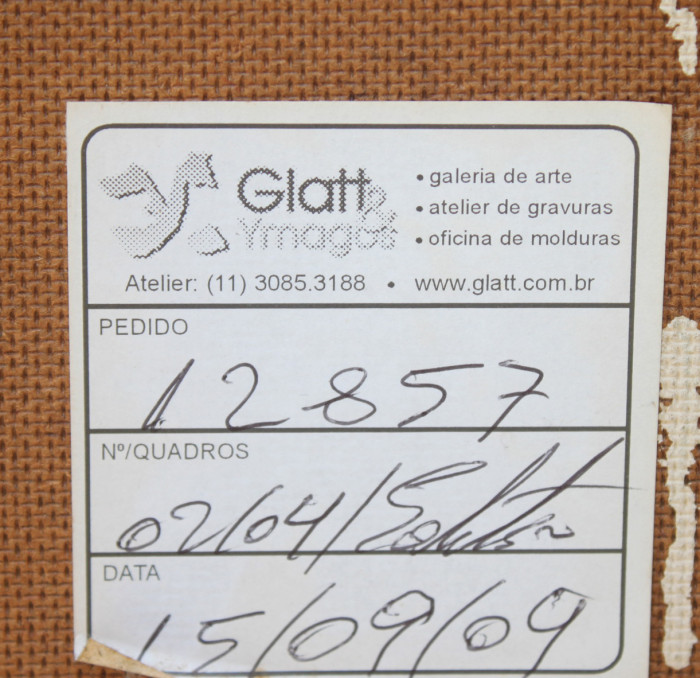 Glatt &
Ymagos
• galeria de arte
• atelier de gravuras
• oficina de molduras
Atelier: (11) 3085.3188 • www.glatt.com.br
PEDIDO
12857
Nº/QUADROS
02/04/
DATA
15/09/09